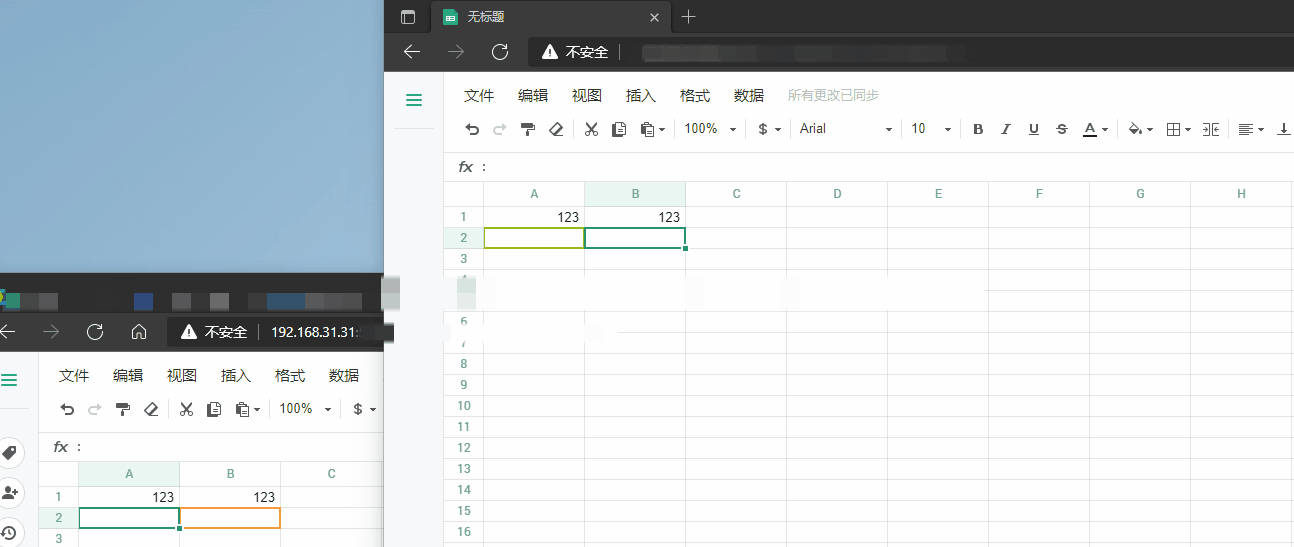 无标题
不安全
文件 编辑 视图 插入 格式 数据 所有更改已同步
100% $ Arial 10 B I U S A
fx :
A B C D E F G H
1 123 123
2
3
6
7
8
9
10
11
12
13
14
15
16
不安全 192.168.31.31:
文件 编辑 视图 插入 格式 数据
100% $
fx :
A B C
1 123 123
2
3